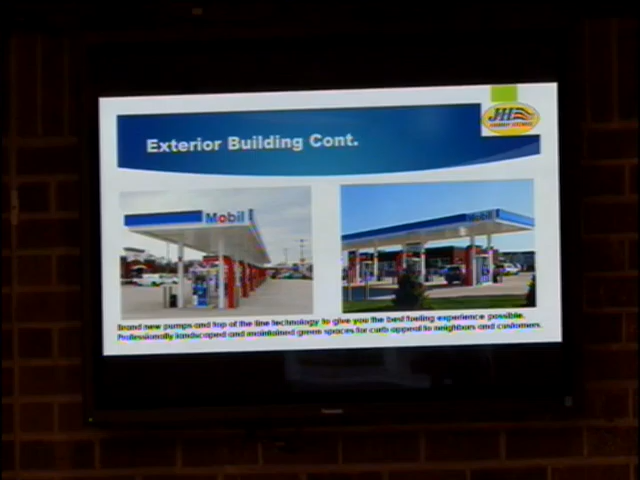 JH
Exterior Building Cont.
Mobil
Mobil
Brand new pumps and top of the line technology to give you the best fueling experience possible.
Professionally landscaped and maintained green spaces for curb appeal to neighbors and customers.